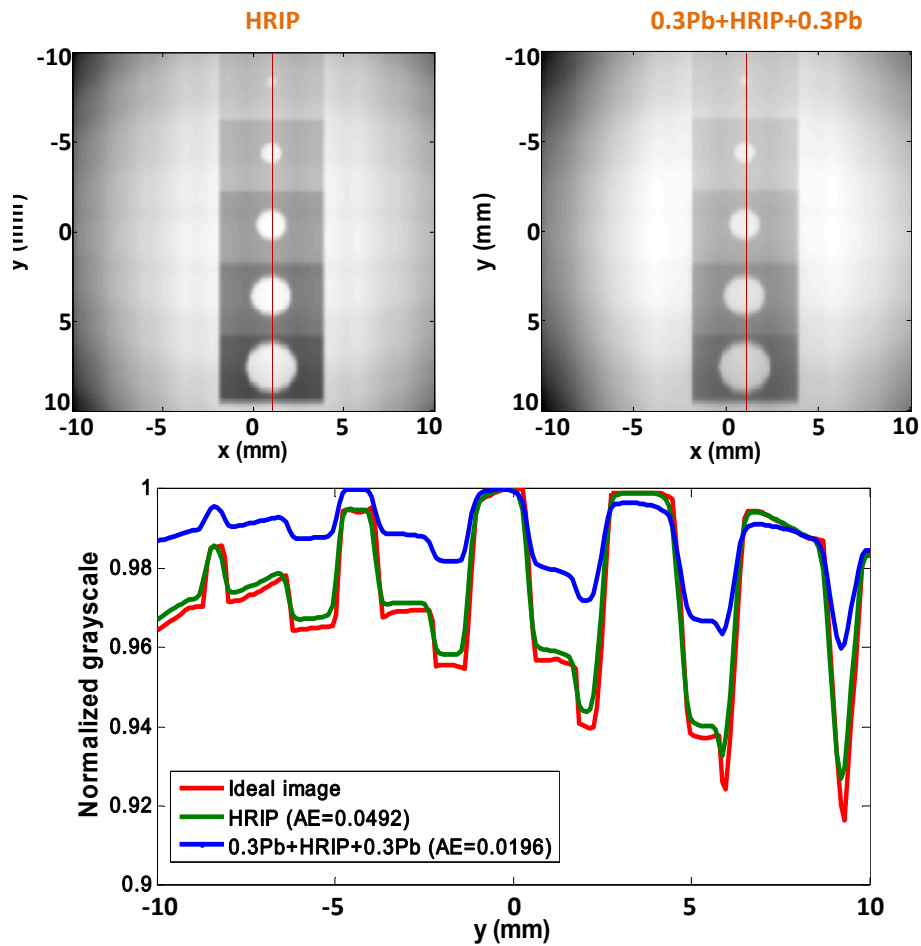 HRIP
0.3Pb+HRIP+0.3Pb
-10
-5
0
5
10
y (mm)
-10 -5 0 5 10
x (mm)
-10
-5
0
5
10
y (mm)
-10 -5 0 5 10
x (mm)
1
0.98
0.96
0.94
0.92
0.9
Normalized grayscale
Ideal image
HRIP (AE=0.0492)
0.3Pb+HRIP+0.3Pb (AE=0.0196)
-10 -5 0 5 10
y (mm)